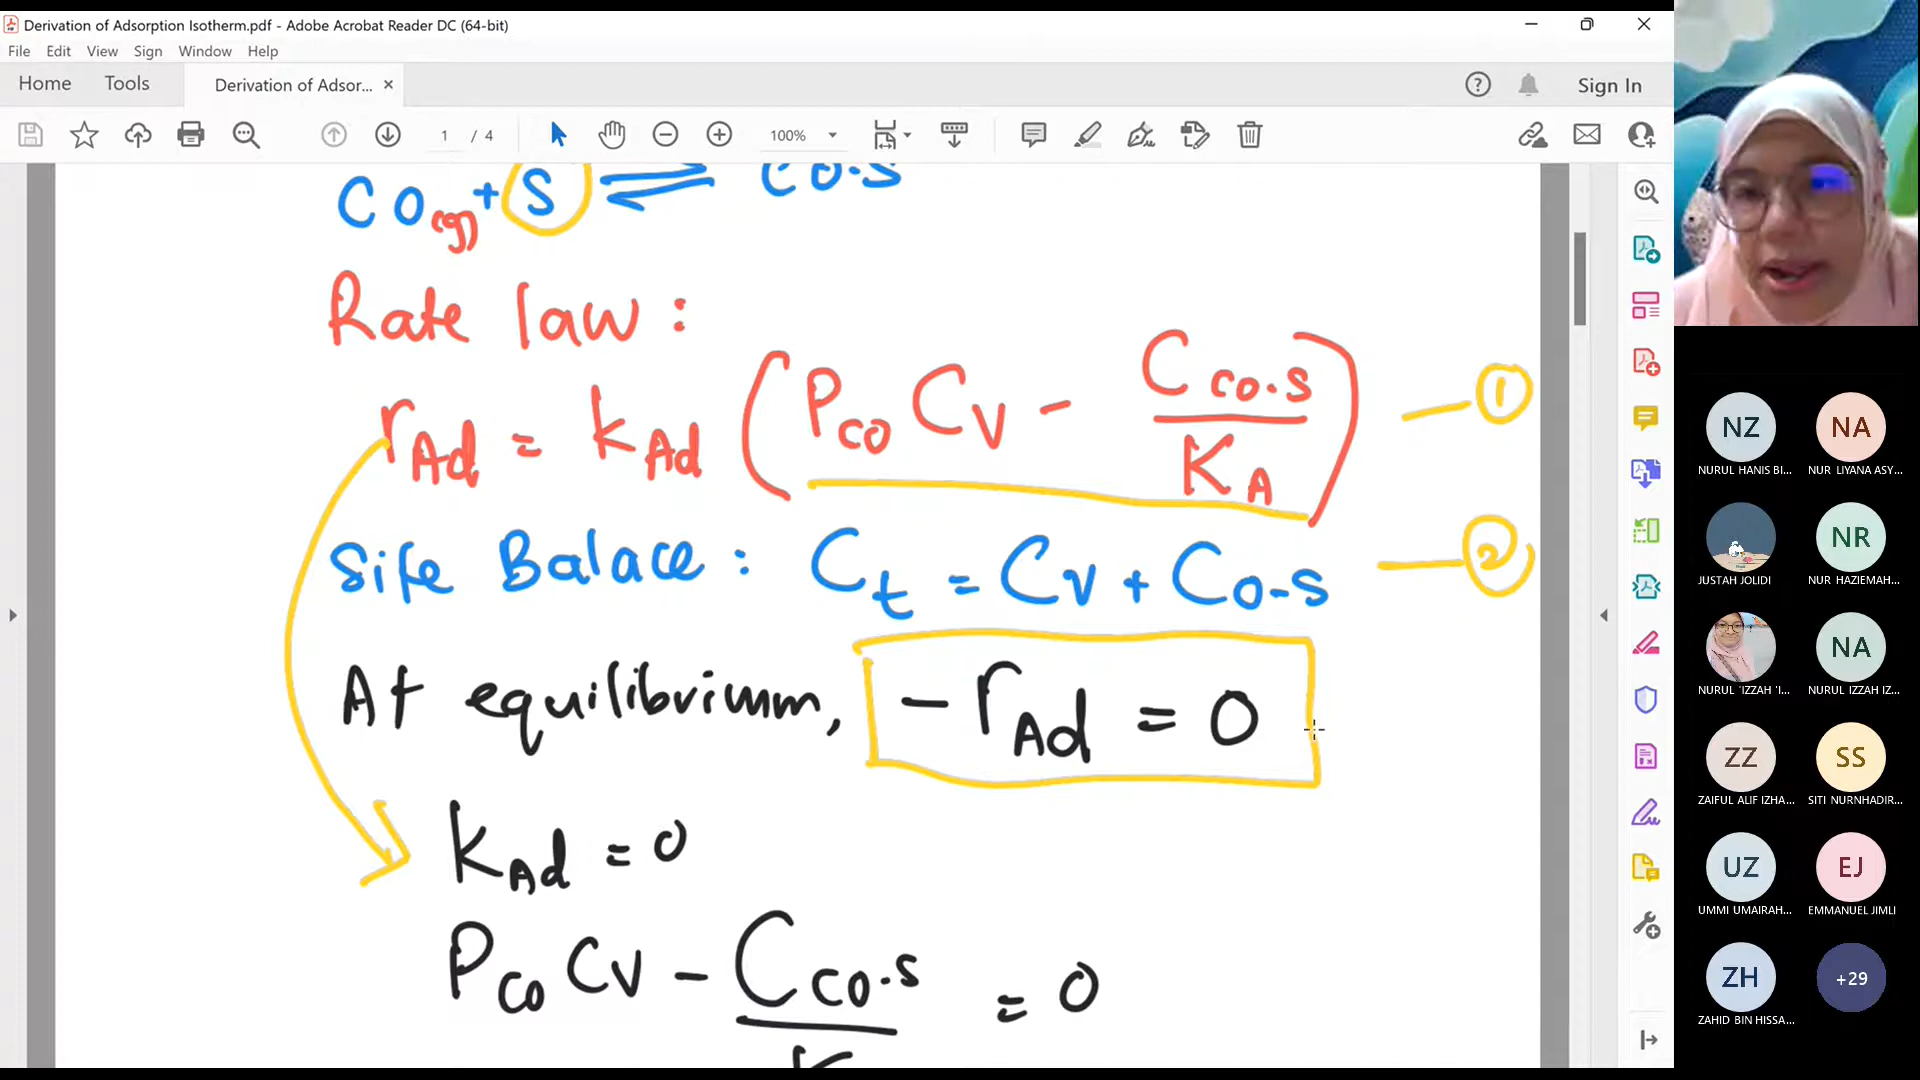 Derivation of Adsorption Isotherm.pdf - Adobe Acrobat Reader DC (64-bit)
File Edit View Sign Window Help
Home Tools Derivation of Adsor... × Sign In
1 / 4 100%
CO(g) + S ⇌ CO·S
Rate law :
rAd = kAd (PCO CV - CCO·S / KA) — 1
Site Balace : Ct = CV + CO-S — 2
At equilibrium, - rAd = 0
KAd = 0
PCO CV - CCO·S = 0
K
NZ NA
NURUL HANIS BI... NUR LIYANA ASY...
NR
JUSTAH JOLIDI NUR HAZIEMAH...
NA
NURUL 'IZZAH 'I... NURUL IZZAH IZ...
ZZ SS
ZAIFUL ALIF IZHA... SITI NURNHADIR...
UZ EJ
UMMI UMAIRAH... EMMANUEL JIMLI
ZH +29
ZAHID BIN HISSA...